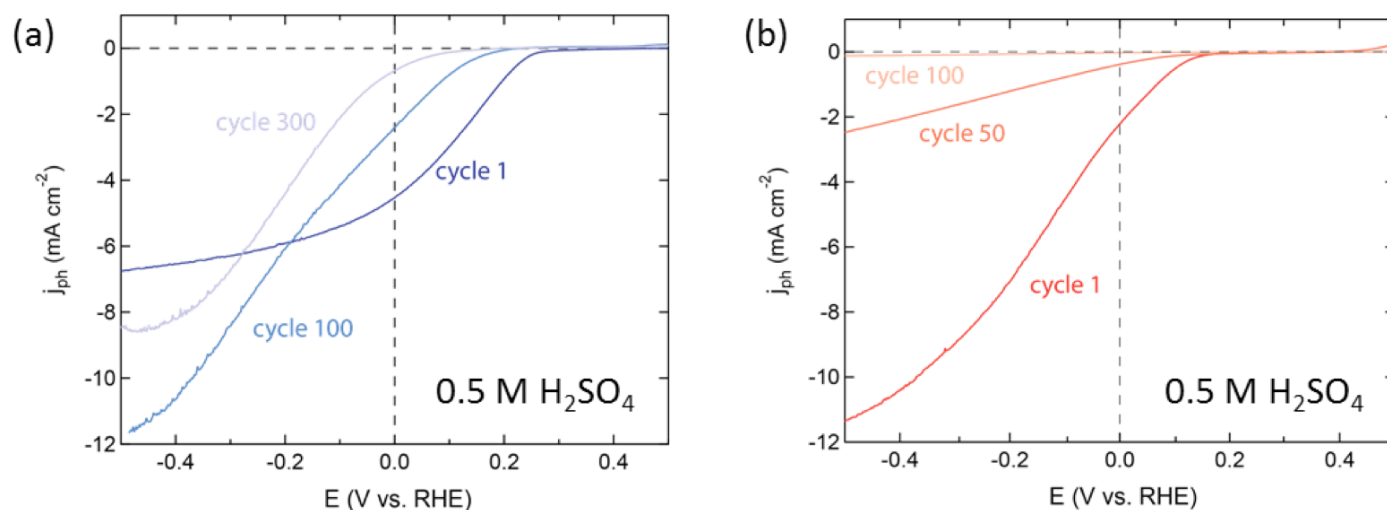 (a)
0
-2
-4
-6
-8
-10
-12
j_ph (mA cm⁻²)
cycle 300
cycle 1
cycle 100
0.5 M H₂SO₄
-0.4
-0.2
0.0
0.2
0.4
E (V vs. RHE)
(b)
0
-2
-4
-6
-8
-10
-12
j_ph (mA cm⁻²)
cycle 100
cycle 50
cycle 1
0.5 M H₂SO₄
-0.4
-0.2
0.0
0.2
0.4
E (V vs. RHE)